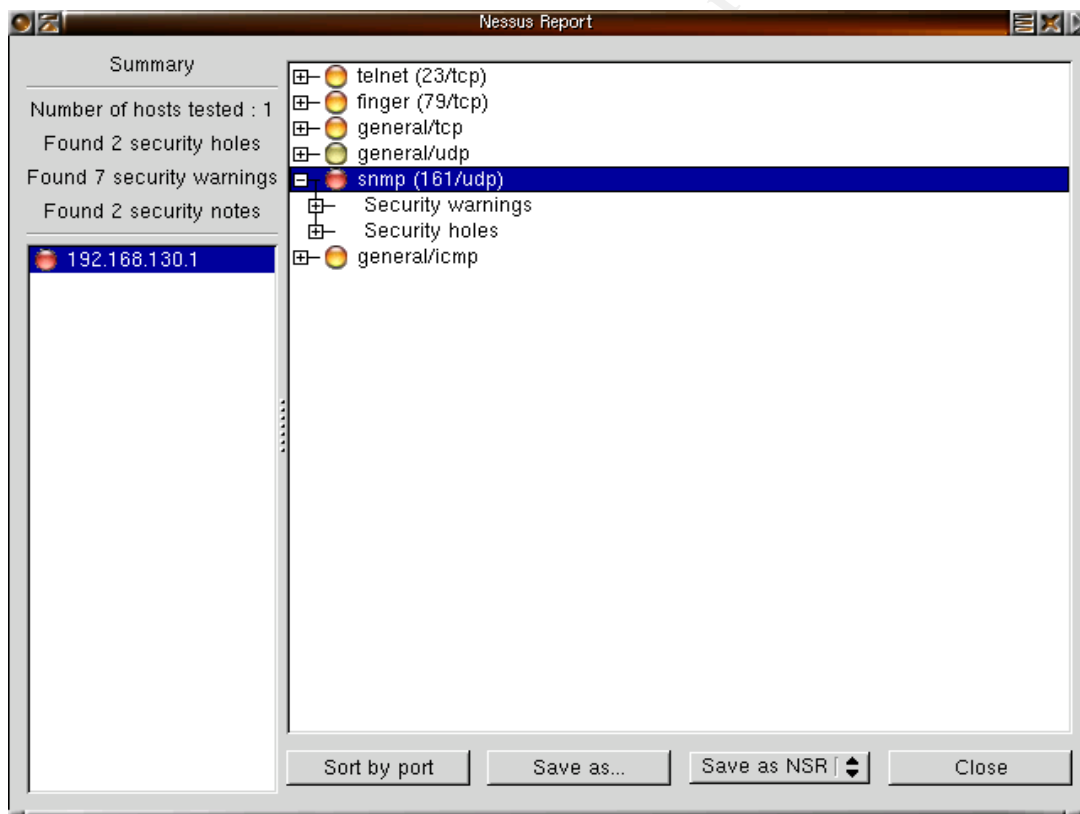 Nessus Report
Summary
Number of hosts tested : 1
Found 2 security holes
Found 7 security warnings
Found 2 security notes
192.168.130.1
telnet (23/tcp)
finger (79/tcp)
general/tcp
general/udp
snmp (161/udp)
Security warnings
Security holes
general/icmp
Sort by port
Save as...
Save as NSR
Close